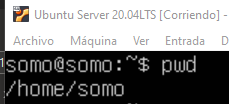 Ubuntu Server 20.04LTS [Corriendo] -
Archivo Máquina Ver Entrada D
somo@somo:~$ pwd
/home/somo